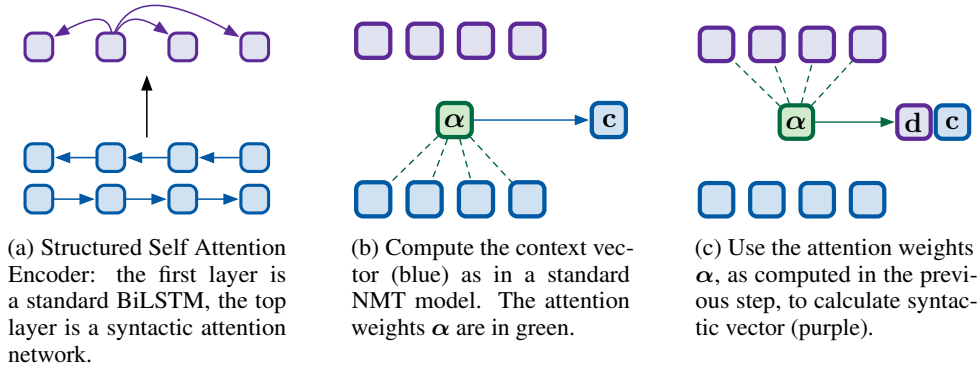 α
c
α
d
c
(a) Structured Self Attention
Encoder: the first layer is
a standard BiLSTM, the top
layer is a syntactic attention
network.
(b) Compute the context vec-
tor (blue) as in a standard
NMT model. The attention
weights α are in green.
(c) Use the attention weights
α, as computed in the previ-
ous step, to calculate syntac-
tic vector (purple).